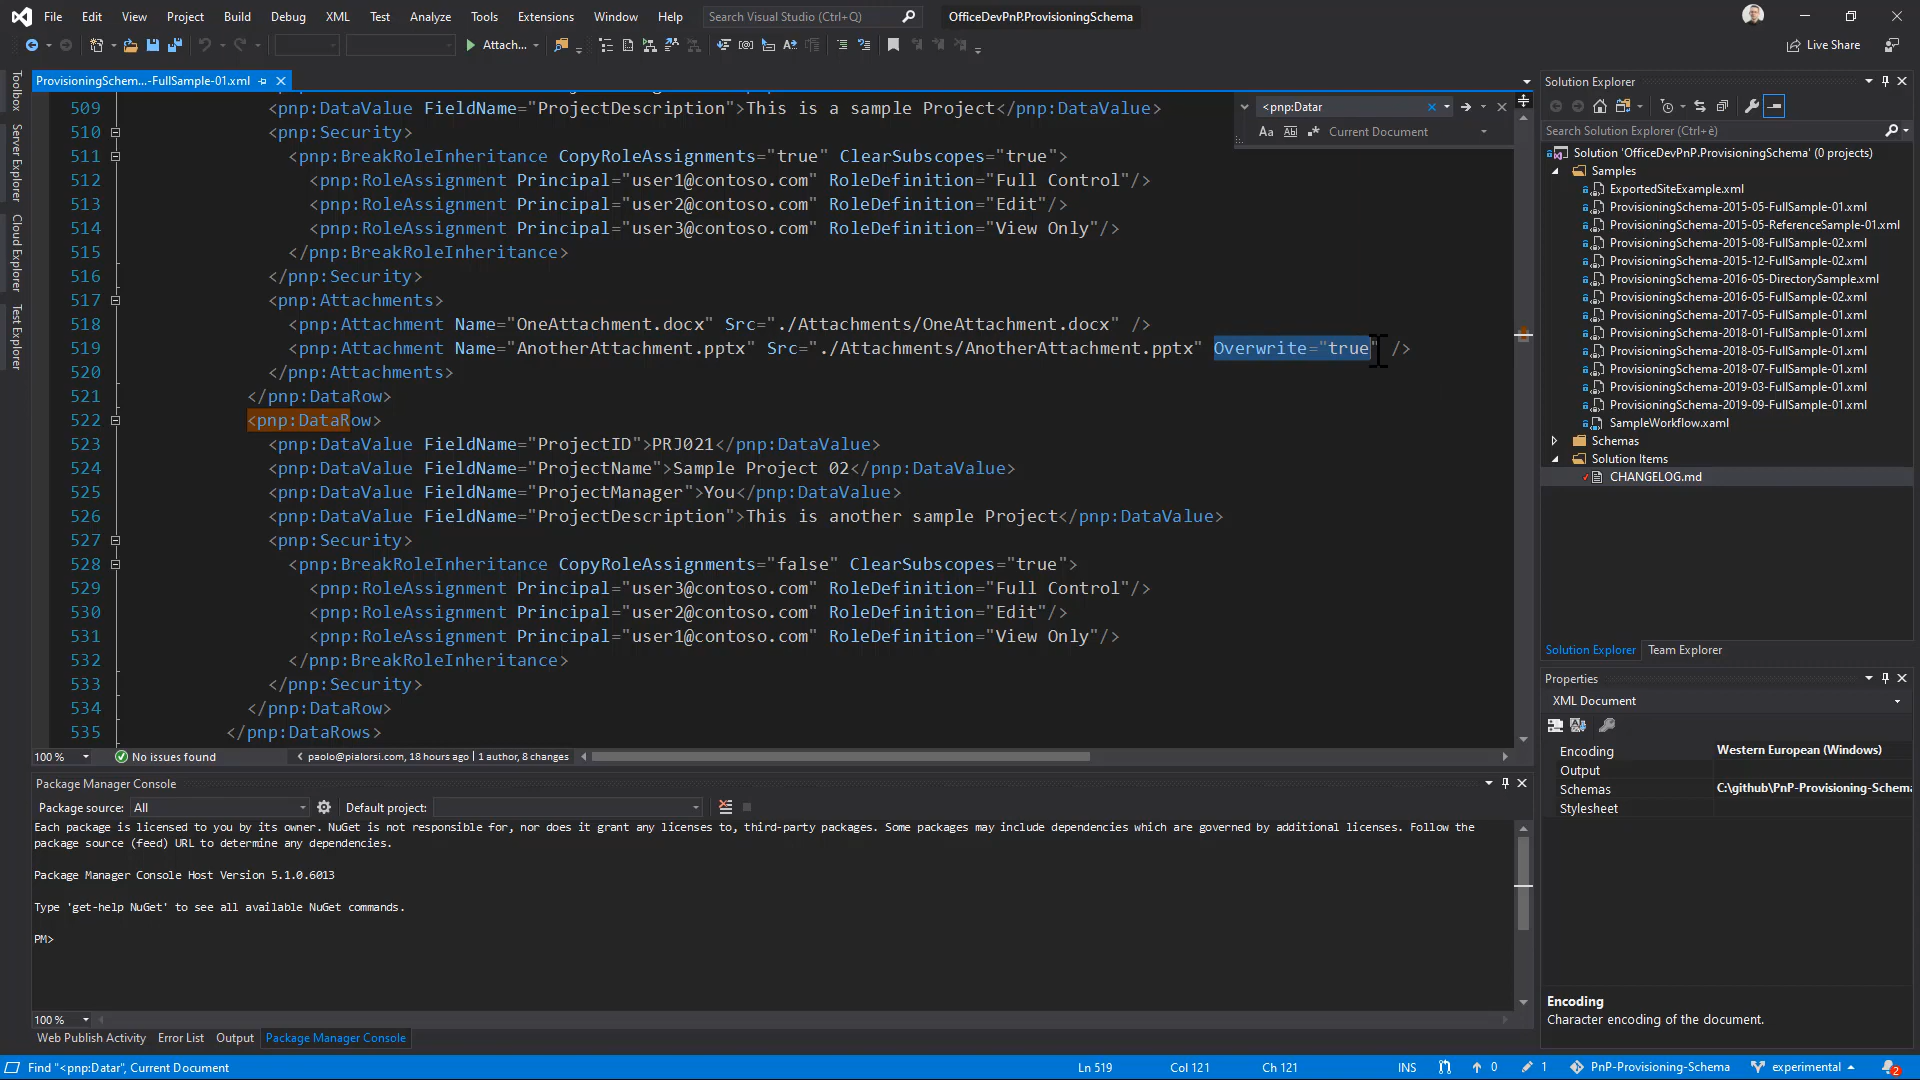 File Edit View Project Build Debug XML Test Analyze Tools Extensions Window Help Search Visual Studio (Ctrl+Q) OfficeDevPnP.ProvisioningSchema
Attach... Live Share
Toolbox
Server Explorer
Cloud Explorer
Test Explorer
ProvisioningSchem...-FullSample-01.xml
<pnp:Datar
Current Document
509 <pnp:DataValue FieldName="ProjectDescription">This is a sample Project</pnp:DataValue>
510 <pnp:Security>
511 <pnp:BreakRoleInheritance CopyRoleAssignments="true" ClearSubscopes="true">
512 <pnp:RoleAssignment Principal="user1@contoso.com" RoleDefinition="Full Control"/>
513 <pnp:RoleAssignment Principal="user2@contoso.com" RoleDefinition="Edit"/>
514 <pnp:RoleAssignment Principal="user3@contoso.com" RoleDefinition="View Only"/>
515 </pnp:BreakRoleInheritance>
516 </pnp:Security>
517 <pnp:Attachments>
518 <pnp:Attachment Name="OneAttachment.docx" Src="./Attachments/OneAttachment.docx" />
519 <pnp:Attachment Name="AnotherAttachment.pptx" Src="./Attachments/AnotherAttachment.pptx" Overwrite="true" />
520 </pnp:Attachments>
521 </pnp:DataRow>
522 <pnp:DataRow>
523 <pnp:DataValue FieldName="ProjectID">PRJ021</pnp:DataValue>
524 <pnp:DataValue FieldName="ProjectName">Sample Project 02</pnp:DataValue>
525 <pnp:DataValue FieldName="ProjectManager">You</pnp:DataValue>
526 <pnp:DataValue FieldName="ProjectDescription">This is another sample Project</pnp:DataValue>
527 <pnp:Security>
528 <pnp:BreakRoleInheritance CopyRoleAssignments="false" ClearSubscopes="true">
529 <pnp:RoleAssignment Principal="user3@contoso.com" RoleDefinition="Full Control"/>
530 <pnp:RoleAssignment Principal="user2@contoso.com" RoleDefinition="Edit"/>
531 <pnp:RoleAssignment Principal="user1@contoso.com" RoleDefinition="View Only"/>
532 </pnp:BreakRoleInheritance>
533 </pnp:Security>
534 </pnp:DataRow>
535 </pnp:DataRows>
100 % No issues found paolo@pialorsi.com, 18 hours ago | 1 author, 8 changes
Package Manager Console
Package source: All Default project:
Each package is licensed to you by its owner. NuGet is not responsible for, nor does it grant any licenses to, third-party packages. Some packages may include dependencies which are governed by additional licenses. Follow the
package source (feed) URL to determine any dependencies.
Package Manager Console Host Version 5.1.0.6013
Type 'get-help NuGet' to see all available NuGet commands.
PM>
100 %
Web Publish Activity Error List Output Package Manager Console
Solution Explorer
Search Solution Explorer (Ctrl+è)
Solution 'OfficeDevPnP.ProvisioningSchema' (0 projects)
Samples
ExportedSiteExample.xml
ProvisioningSchema-2015-05-FullSample-01.xml
ProvisioningSchema-2015-05-ReferenceSample-01.xml
ProvisioningSchema-2015-08-FullSample-02.xml
ProvisioningSchema-2015-12-FullSample-02.xml
ProvisioningSchema-2016-05-DirectorySample.xml
ProvisioningSchema-2016-05-FullSample-02.xml
ProvisioningSchema-2017-05-FullSample-01.xml
ProvisioningSchema-2018-01-FullSample-01.xml
ProvisioningSchema-2018-05-FullSample-01.xml
ProvisioningSchema-2018-07-FullSample-01.xml
ProvisioningSchema-2019-03-FullSample-01.xml
ProvisioningSchema-2019-09-FullSample-01.xml
SampleWorkflow.xaml
Schemas
Solution Items
CHANGELOG.md
Solution Explorer Team Explorer
Properties
XML Document
Encoding Western European (Windows)
Output
Schemas C:\github\PnP-Provisioning-Schema
Stylesheet
Encoding
Character encoding of the document.
Find "<pnp:Datar", Current Document Ln 519 Col 121 Ch 121 INS 0 1 PnP-Provisioning-Schema experimental 2